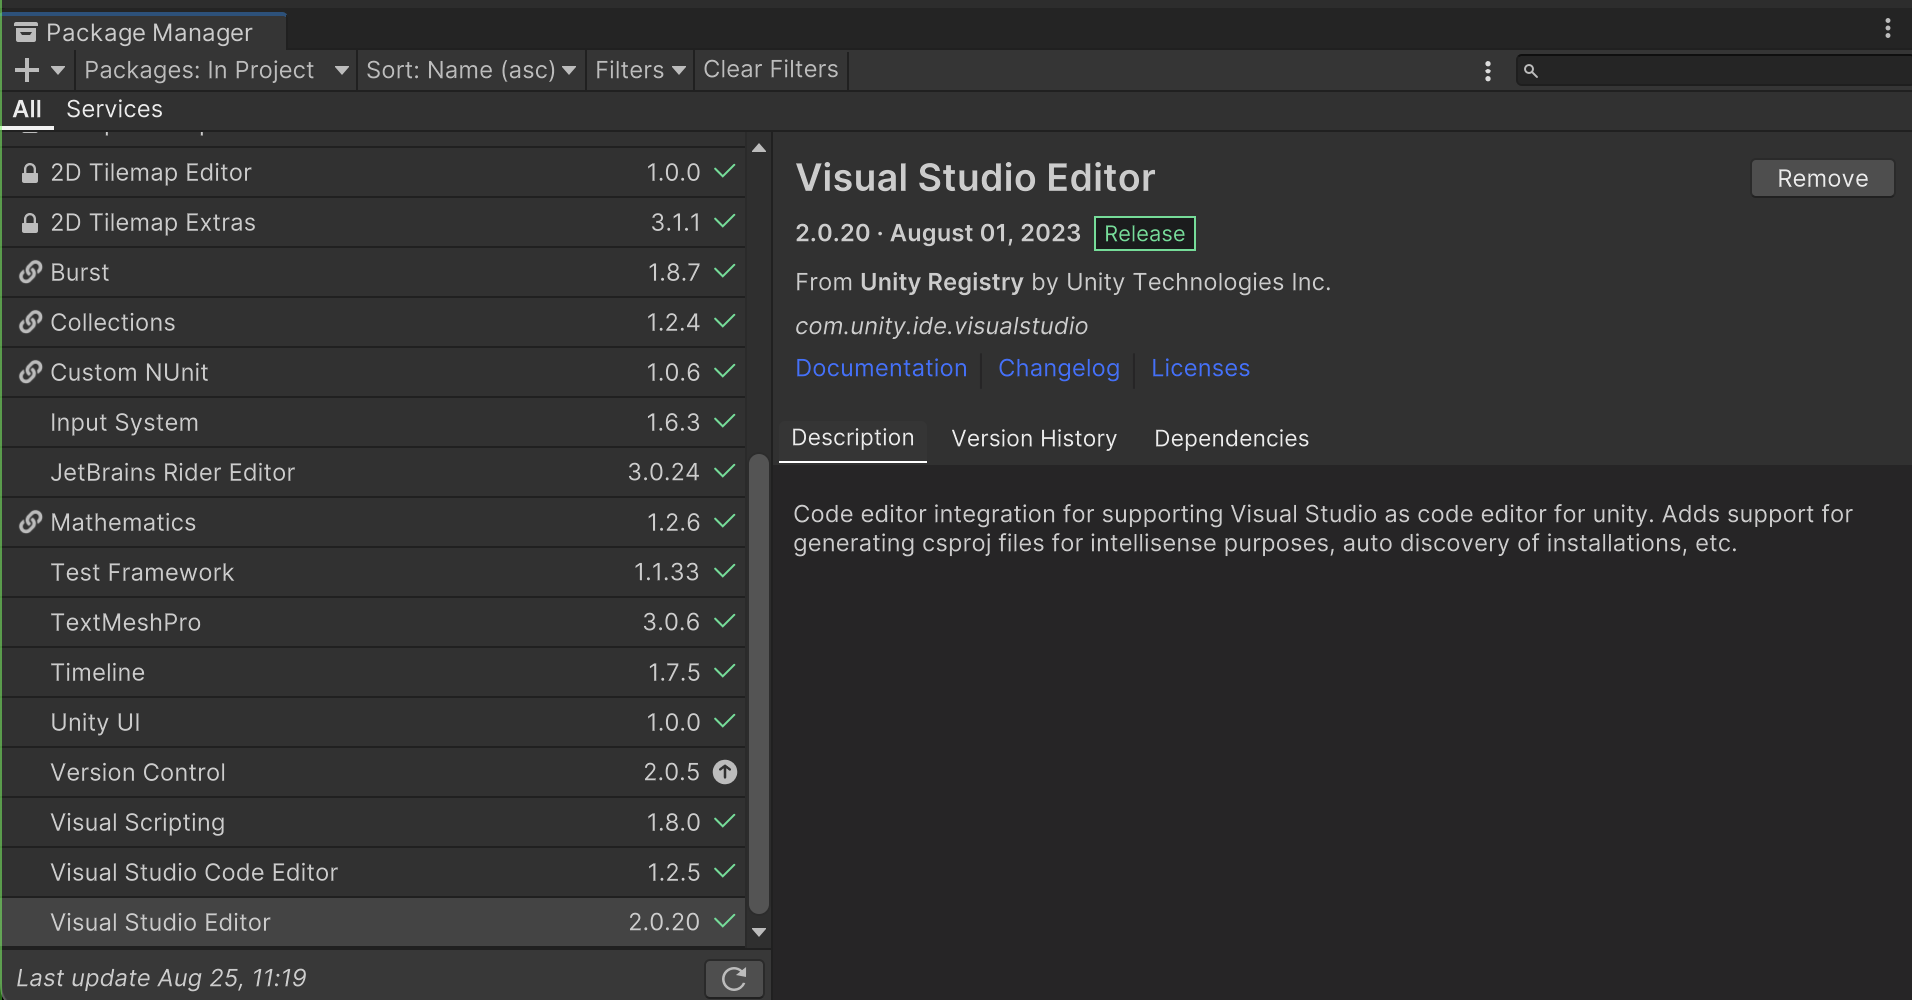 Package Manager
Packages: In Project Sort: Name (asc) Filters Clear Filters
All Services
2D Tilemap Editor 1.0.0
2D Tilemap Extras 3.1.1
Burst 1.8.7
Collections 1.2.4
Custom NUnit 1.0.6
Input System 1.6.3
JetBrains Rider Editor 3.0.24
Mathematics 1.2.6
Test Framework 1.1.33
TextMeshPro 3.0.6
Timeline 1.7.5
Unity UI 1.0.0
Version Control 2.0.5
Visual Scripting 1.8.0
Visual Studio Code Editor 1.2.5
Visual Studio Editor 2.0.20
Last update Aug 25, 11:19
Visual Studio Editor
Remove
2.0.20 · August 01, 2023 Release
From Unity Registry by Unity Technologies Inc.
com.unity.ide.visualstudio
Documentation Changelog Licenses
Description Version History Dependencies
Code editor integration for supporting Visual Studio as code editor for unity. Adds support for
generating csproj files for intellisense purposes, auto discovery of installations, etc.